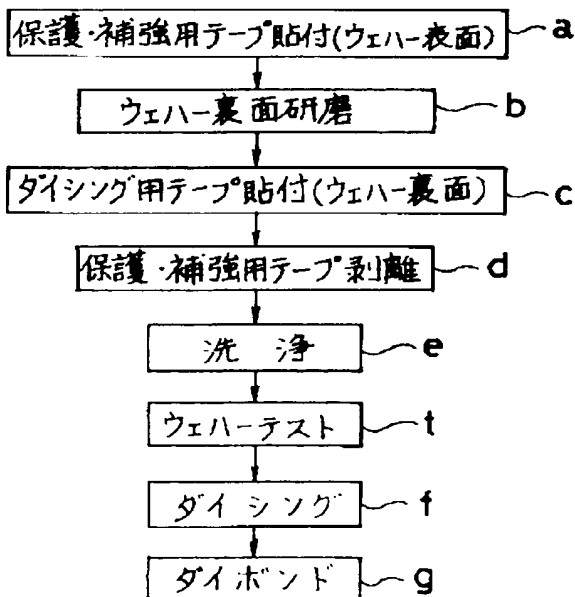 保護・補強用テープ貼付(ウェハー表面) a
ウェハー裏面研磨 b
ダイシング用テープ貼付(ウェハー裏面) c
保護・補強用テープ剥離 d
洗浄 e
ウェハーテスト t
ダイシング f
ダイボンド g